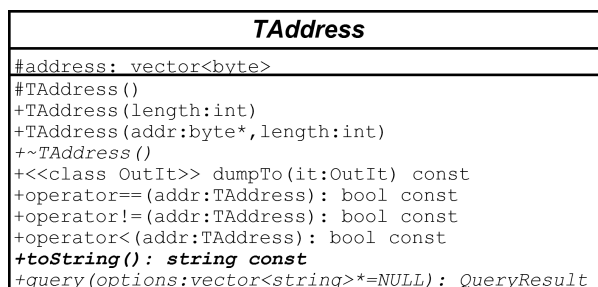 TAddress
#address: vector<byte>
#TAddress()
+TAddress(length:int)
+TAddress(addr:byte*,length:int)
+~TAddress()
+<<class OutIt>> dumpTo(it:OutIt) const
+operator==(addr:TAddress): bool const
+operator!=(addr:TAddress): bool const
+operator<(addr:TAddress): bool const
+toString(): string const
+query(options:vector<string>*=NULL): QueryResult